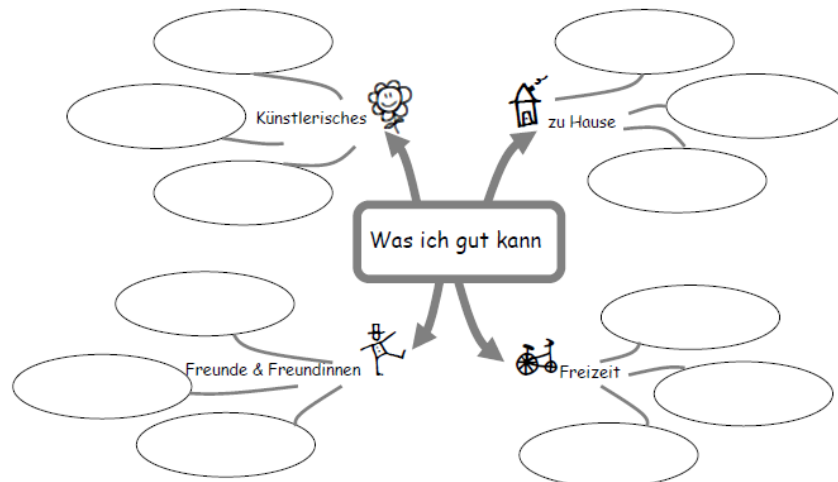 Künstlerisches
zu Hause
Was ich gut kann
Freunde & Freundinnen
Freizeit